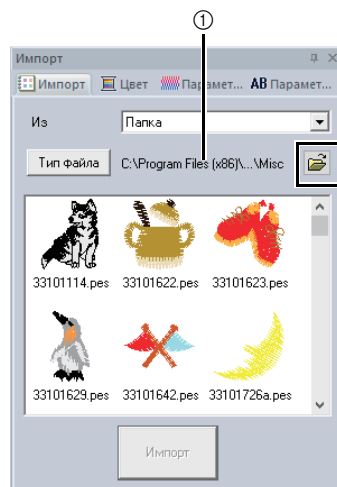 ①
Импорт
Импорт Цвет Парамет... AB Парамет...
Из Папка
Тип файла C:\Program Files (x86)\...\Misc
33101114.pes 33101622.pes 33101623.pes
33101629.pes 33101642.pes 33101726a.pes
Импорт